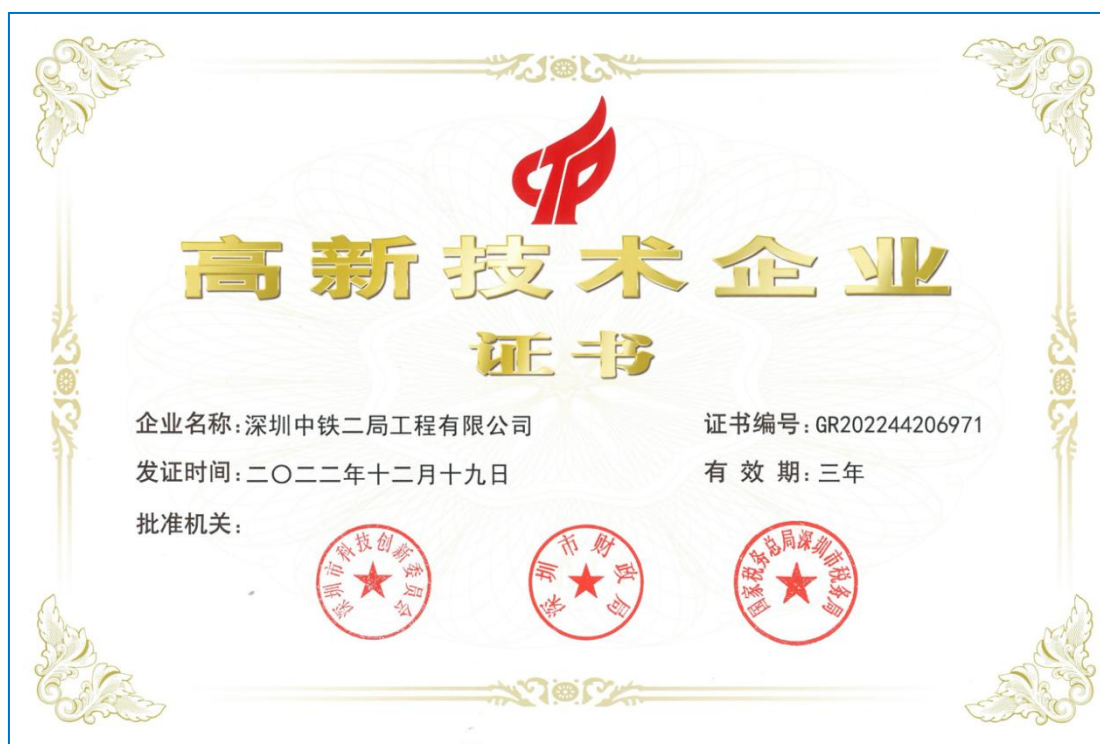 高新技术企业
证书
企业名称:深圳中铁二局工程有限公司 证书编号:GR202244206971
发证时间:二〇二二年十二月十九日 有 效 期:三年
批准机关:
深圳市科技创新委员会 深圳市财政局 国家税务总局深圳市税务局